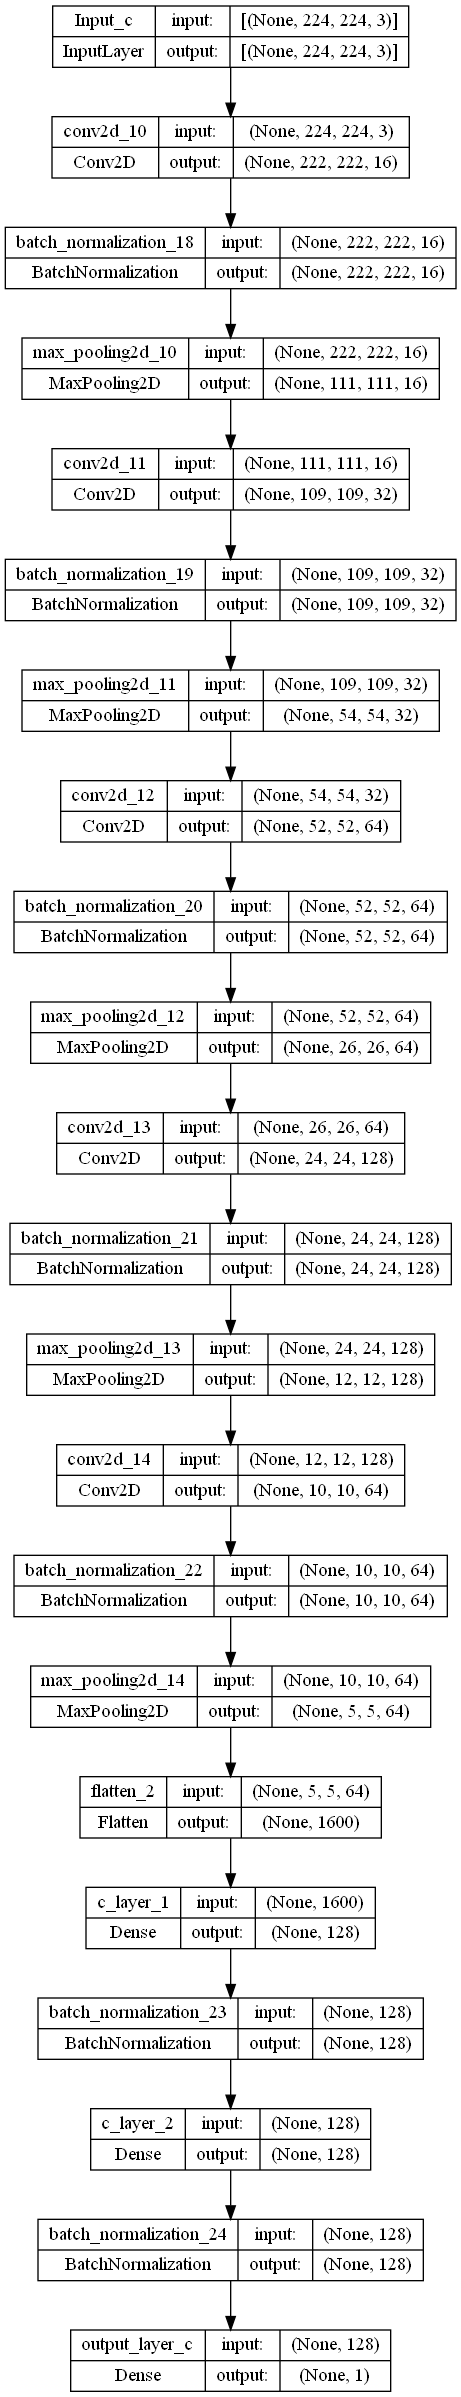 Input_c input: [(None, 224, 224, 3)]
InputLayer output: [(None, 224, 224, 3)]
conv2d_10 input: (None, 224, 224, 3)
Conv2D output: (None, 222, 222, 16)
batch_normalization_18 input: (None, 222, 222, 16)
BatchNormalization output: (None, 222, 222, 16)
max_pooling2d_10 input: (None, 222, 222, 16)
MaxPooling2D output: (None, 111, 111, 16)
conv2d_11 input: (None, 111, 111, 16)
Conv2D output: (None, 109, 109, 32)
batch_normalization_19 input: (None, 109, 109, 32)
BatchNormalization output: (None, 109, 109, 32)
max_pooling2d_11 input: (None, 109, 109, 32)
MaxPooling2D output: (None, 54, 54, 32)
conv2d_12 input: (None, 54, 54, 32)
Conv2D output: (None, 52, 52, 64)
batch_normalization_20 input: (None, 52, 52, 64)
BatchNormalization output: (None, 52, 52, 64)
max_pooling2d_12 input: (None, 52, 52, 64)
MaxPooling2D output: (None, 26, 26, 64)
conv2d_13 input: (None, 26, 26, 64)
Conv2D output: (None, 24, 24, 128)
batch_normalization_21 input: (None, 24, 24, 128)
BatchNormalization output: (None, 24, 24, 128)
max_pooling2d_13 input: (None, 24, 24, 128)
MaxPooling2D output: (None, 12, 12, 128)
conv2d_14 input: (None, 12, 12, 128)
Conv2D output: (None, 10, 10, 64)
batch_normalization_22 input: (None, 10, 10, 64)
BatchNormalization output: (None, 10, 10, 64)
max_pooling2d_14 input: (None, 10, 10, 64)
MaxPooling2D output: (None, 5, 5, 64)
flatten_2 input: (None, 5, 5, 64)
Flatten output: (None, 1600)
c_layer_1 input: (None, 1600)
Dense output: (None, 128)
batch_normalization_23 input: (None, 128)
BatchNormalization output: (None, 128)
c_layer_2 input: (None, 128)
Dense output: (None, 128)
batch_normalization_24 input: (None, 128)
BatchNormalization output: (None, 128)
output_layer_c input: (None, 128)
Dense output: (None, 1)